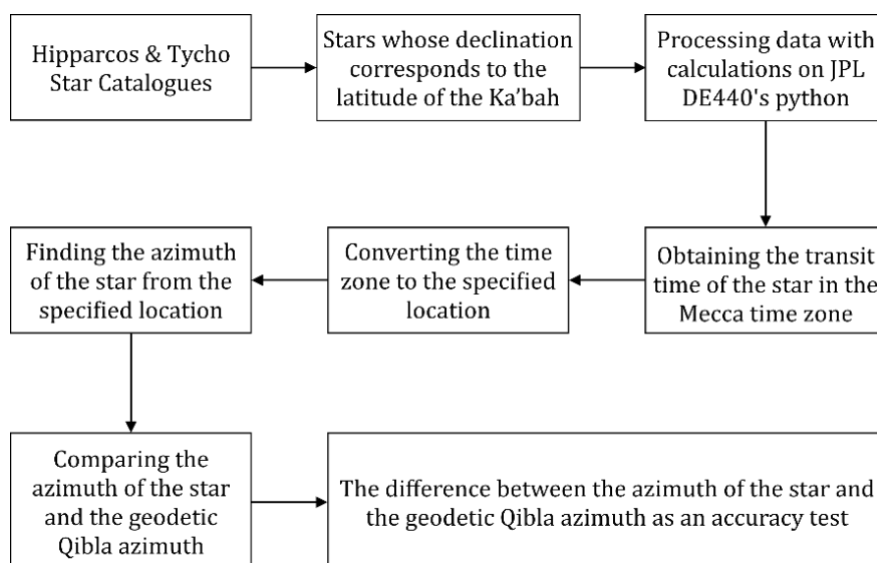 Hipparcos & Tycho
Star Catalogues
Stars whose declination
corresponds to the
latitude of the Ka’bah
Processing data with
calculations on JPL
DE440's python
Obtaining the transit
time of the star in the
Mecca time zone
Converting the time
zone to the specified
location
Finding the azimuth
of the star from the
specified location
Comparing the
azimuth of the star
and the geodetic
Qibla azimuth
The difference between the azimuth of the star and
the geodetic Qibla azimuth as an accuracy test